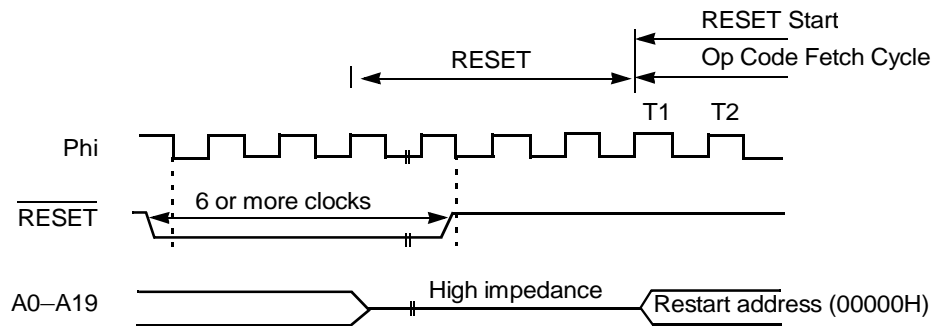 RESET Start
RESET
Op Code Fetch Cycle
T1 T2
Phi
RESET
6 or more clocks
A0–A19
High impedance
Restart address (00000H)